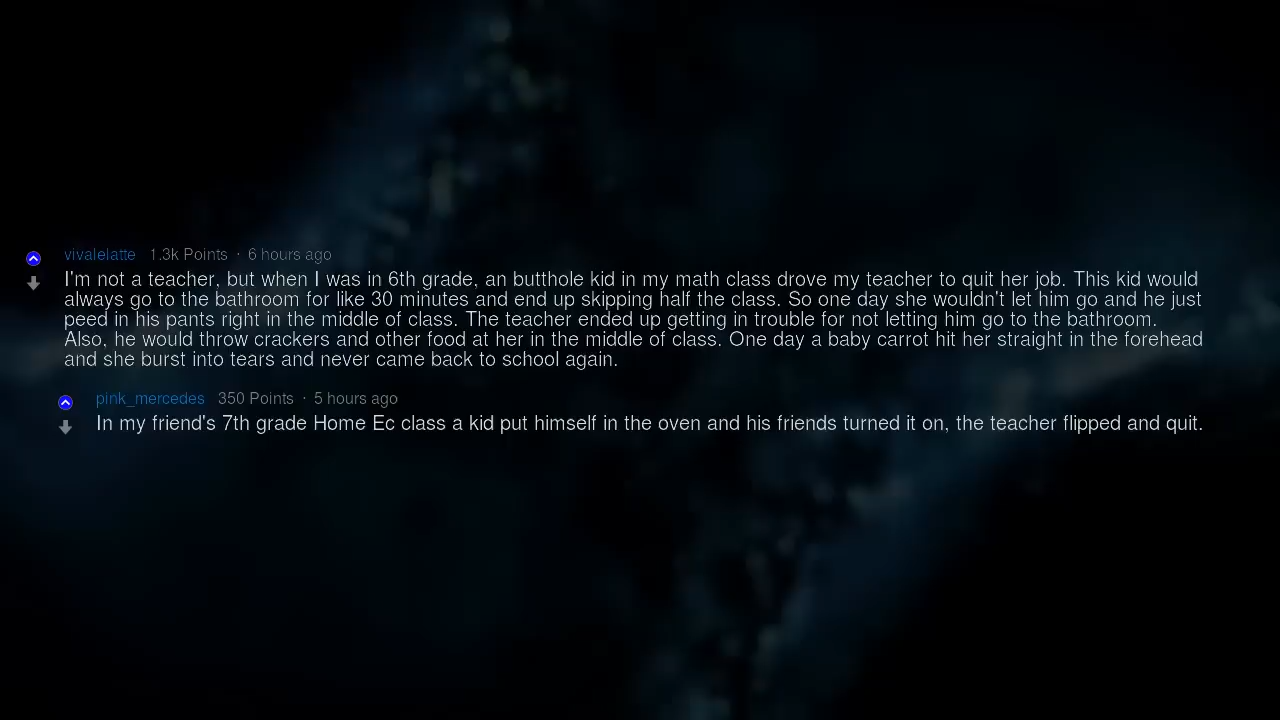 vivalelatte 1.3k Points · 6 hours ago
I'm not a teacher, but when I was in 6th grade, an butthole kid in my math class drove my teacher to quit her job. This kid would
always go to the bathroom for like 30 minutes and end up skipping half the class. So one day she wouldn't let him go and he just
peed in his pants right in the middle of class. The teacher ended up getting in trouble for not letting him go to the bathroom.
Also, he would throw crackers and other food at her in the middle of class. One day a baby carrot hit her straight in the forehead
and she burst into tears and never came back to school again.
pink_mercedes 350 Points · 5 hours ago
In my friend's 7th grade Home Ec class a kid put himself in the oven and his friends turned it on, the teacher flipped and quit.